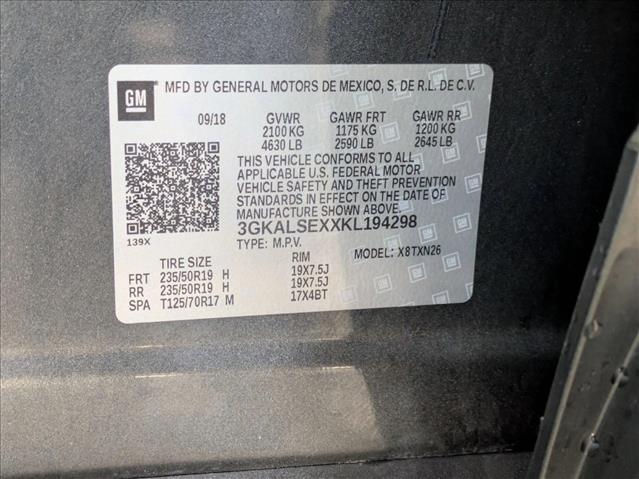 GM
MFD BY GENERAL MOTORS DE MEXICO, S. DE R.L. DE C.V.
09/18 GVWR GAWR FRT GAWR RR
2100 KG 1175 KG 1200 KG
4630 LB 2590 LB 2645 LB
THIS VEHICLE CONFORMS TO ALL
APPLICABLE U.S. FEDERAL MOTOR
VEHICLE SAFETY AND THEFT PREVENTION
STANDARDS IN EFFECT ON THE DATE OF
MANUFACTURE SHOWN ABOVE.
3GKALSEXXKL194298
139X
TYPE: M.P.V. MODEL: X8TXN26
TIRE SIZE RIM
FRT 235/50R19 H 19X7.5J
RR 235/50R19 H 19X7.5J
SPA T125/70R17 M 17X4BT